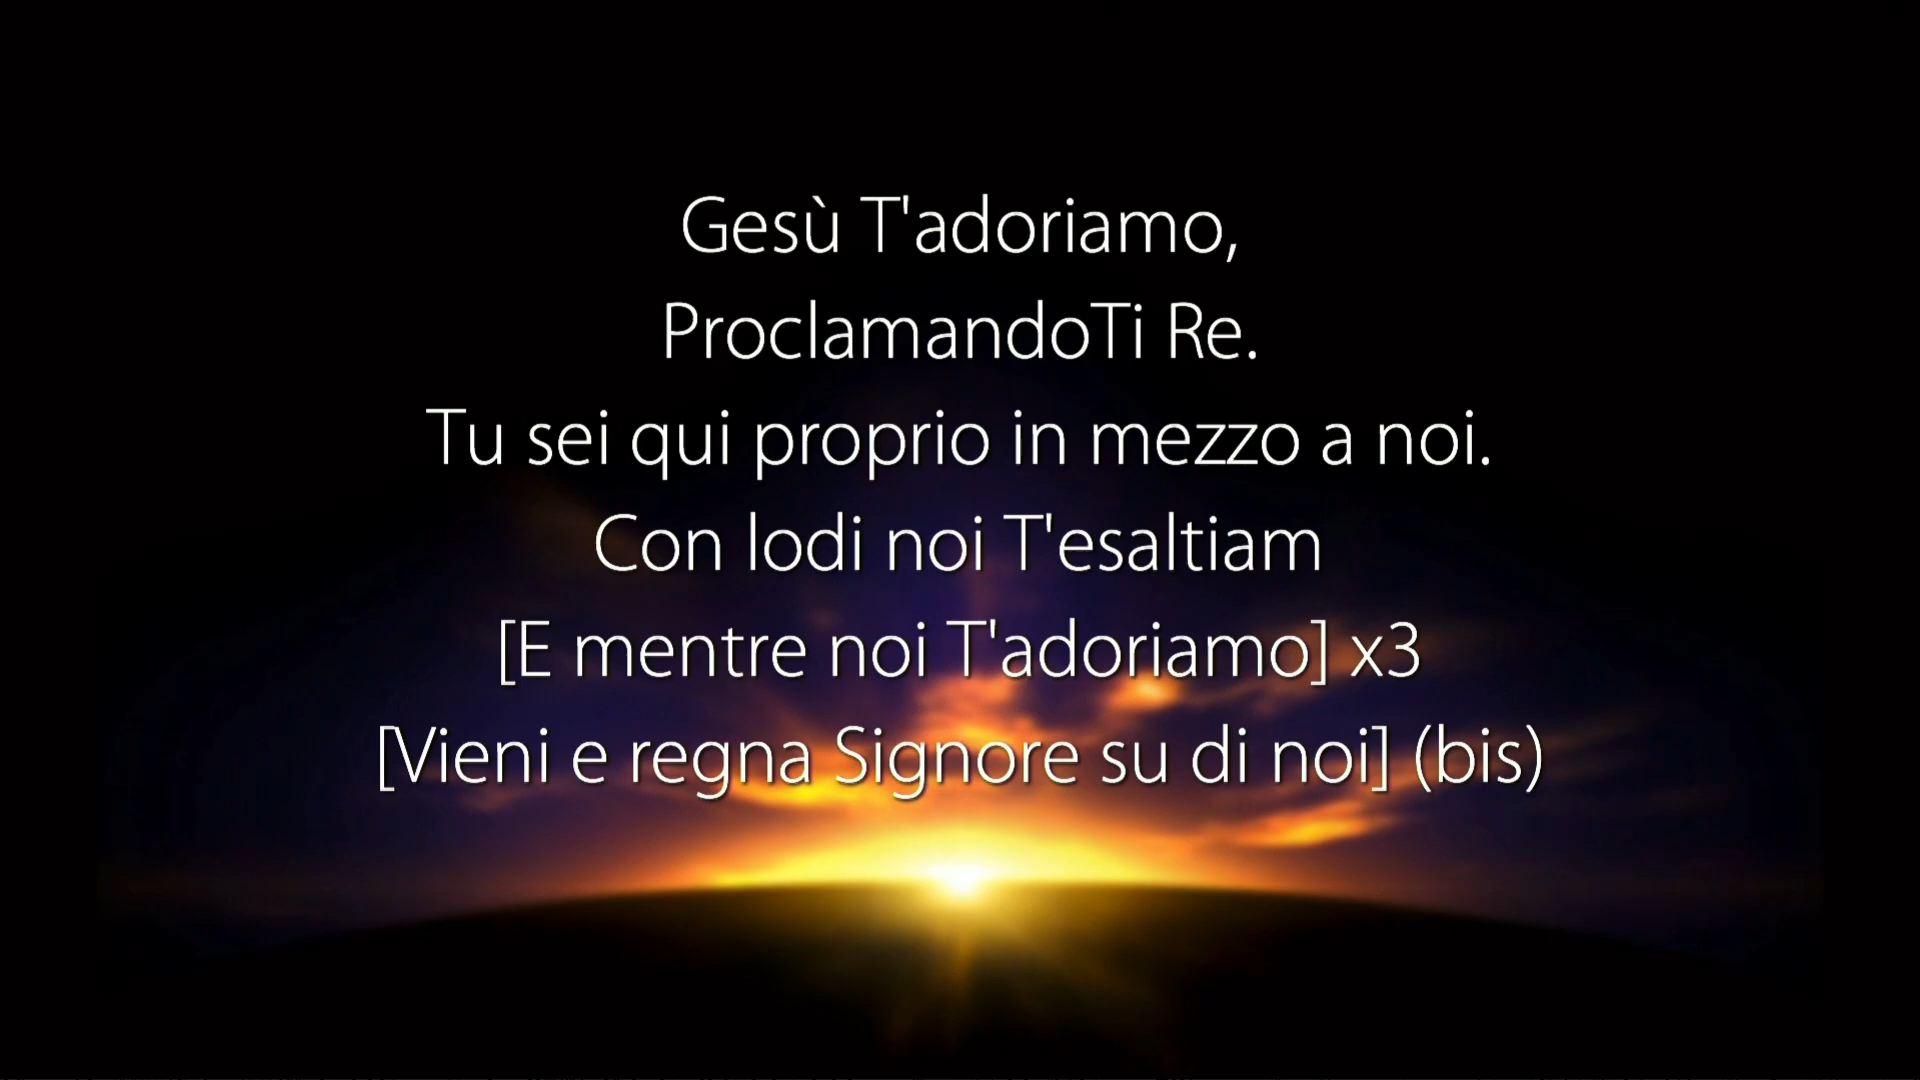 Gesù T'adoriamo,
ProclamandoTi Re.
Tu sei qui proprio in mezzo a noi.
Con lodi noi T'esaltiam
[E mentre noi T'adoriamo] x3
[Vieni e regna Signore su di noi] (bis)